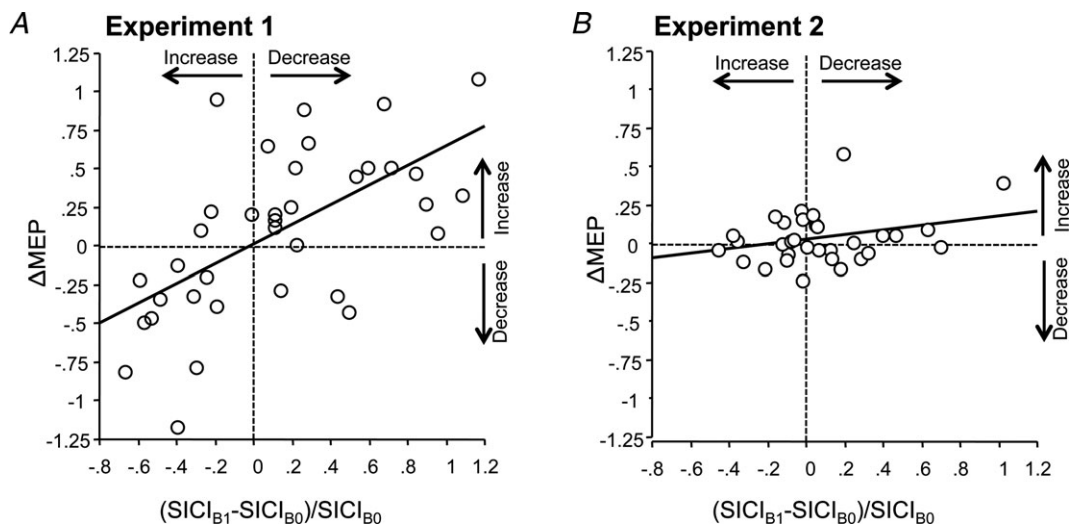 A Experiment 1
Increase Decrease
1.25
1
.75
.5
.25
0
-.25
-.5
-.75
-1
-1.25
ΔMEP
Increase
Decrease
-.8 -.6 -.4 -.2 0 .2 .4 .6 .8 1 1.2
(SICIB1-SICIB0)/SICIB0
B Experiment 2
Increase Decrease
1.25
1
.75
.5
.25
0
-.25
-.5
-.75
-1
-1.25
ΔMEP
Increase
Decrease
-.8 -.6 -.4 -.2 0 .2 .4 .6 .8 1 1.2
(SICIB1-SICIB0)/SICIB0